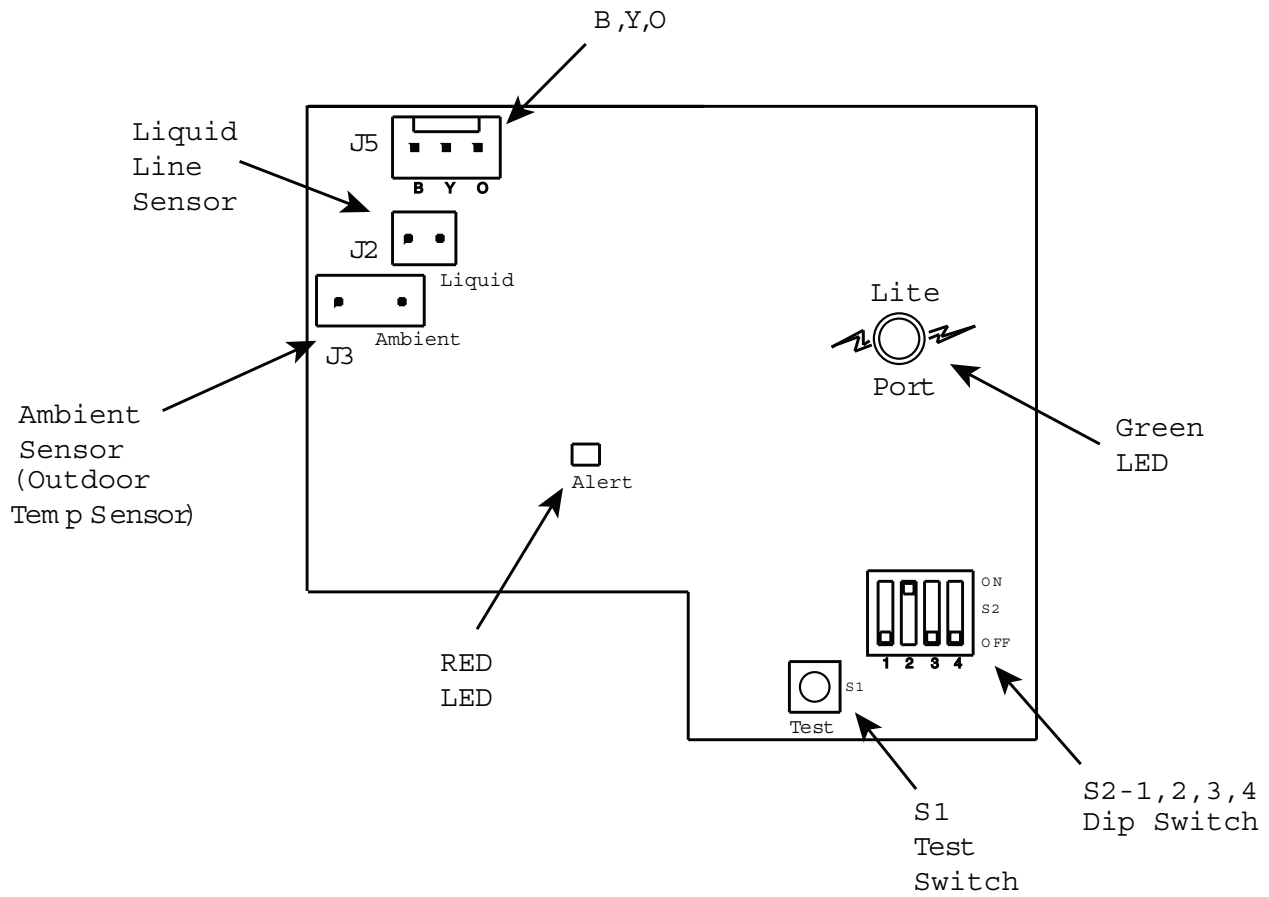 B,Y,O
Liquid
Line
Sensor
J5
B Y O
J2
Liquid
Ambient
J3
Lite
Port
Ambient
Sensor
(Outdoor
Temp Sensor)
Green
LED
Alert
RED
LED
ON
S2
OFF
1 2 3 4
S1
Test
S1
Test
Switch
S2-1,2,3,4
Dip Switch